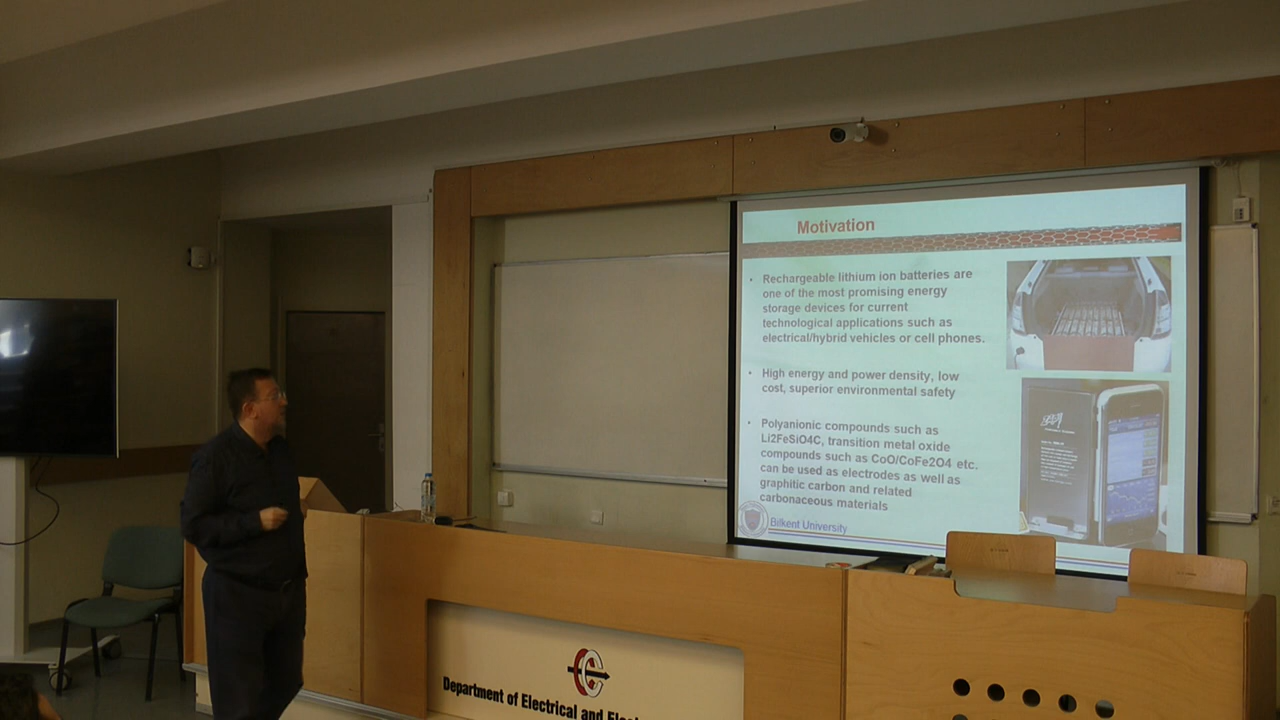 Motivation
• Rechargeable lithium ion batteries are
one of the most promising energy
storage devices for current
technological applications such as
electrical/hybrid vehicles or cell phones.
• High energy and power density, low
cost, superior environmental safety
• Polyanionic compounds such as
Li2FeSiO4C, transition metal oxide
compounds such as CoO/CoFe2O4 etc.
can be used as electrodes as well as
graphitic carbon and related
carbonaceous materials
Bilkent University
Department of Electrical and